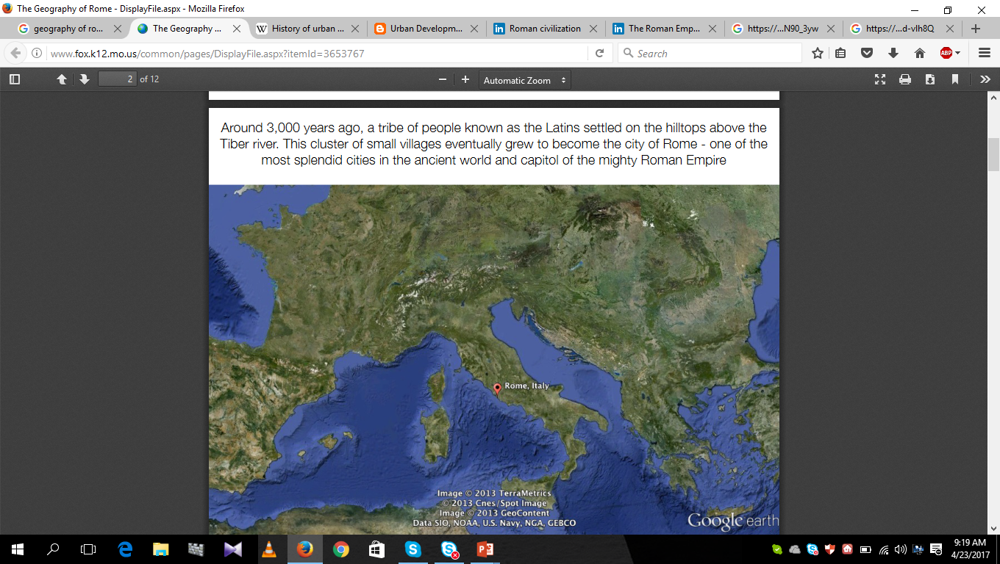 The Geography of Rome - DisplayFile.aspx - Mozilla Firefox
geography of ro...
The Geography ...
History of urban ...
Urban Developm...
Roman civilization
The Roman Emp...
https://...N90_3yw
https://...d-vIh8Q
www.fox.k12.mo.us/common/pages/DisplayFile.aspx?itemId=3653767
Search
ABP
2 of 12
Automatic Zoom
Around 3,000 years ago, a tribe of people known as the Latins settled on the hilltops above the
Tiber river. This cluster of small villages eventually grew to become the city of Rome - one of the
most splendid cities in the ancient world and capitol of the mighty Roman Empire
Rome, Italy
Image © 2013 TerraMetrics
© 2013 Cnes/Spot Image
Image © 2013 GeoContent
Data SIO, NOAA, U.S. Navy, NGA, GEBCO
Google earth
9:19 AM
4/23/2017